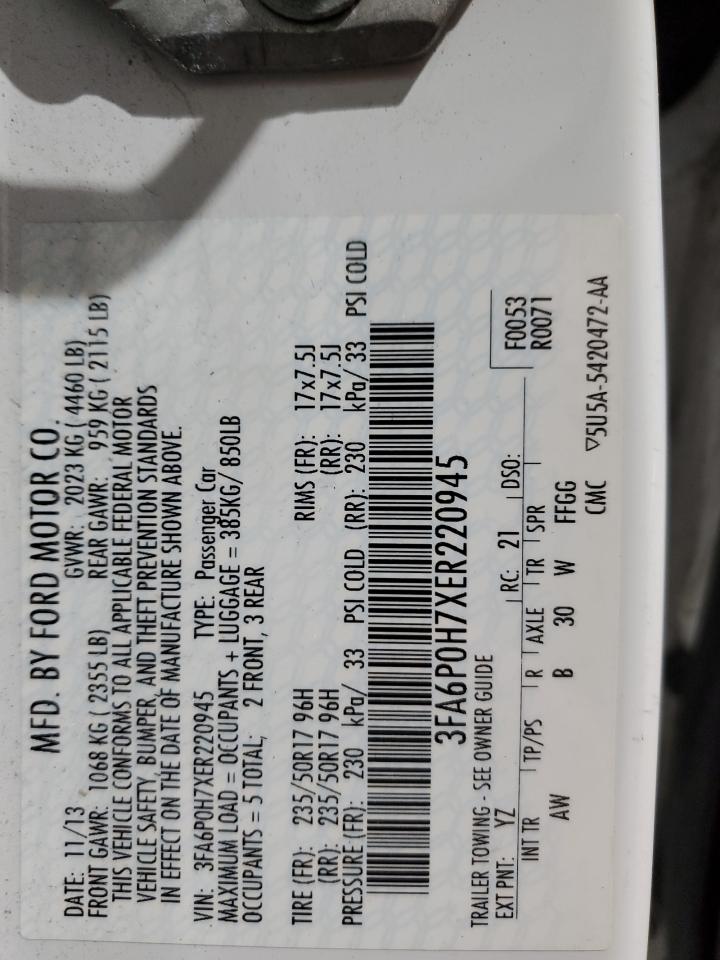 MFD. BY FORD MOTOR CO.
DATE: 11/13 GVWR: 2023 KG ( 4460 LB)
FRONT GAWR: 1068 KG ( 2355 LB) REAR GAWR: 959 KG ( 2115 LB)
THIS VEHICLE CONFORMS TO ALL APPLICABLE FEDERAL MOTOR
VEHICLE SAFETY, BUMPER, AND THEFT PREVENTION STANDARDS
IN EFFECT ON THE DATE OF MANUFACTURE SHOWN ABOVE.
VIN: 3FA6P0H7XER220945 TYPE: Passenger Car
MAXIMUM LOAD = OCCUPANTS + LUGGAGE = 385KG/ 850LB
OCCUPANTS = 5 TOTAL; 2 FRONT, 3 REAR
TIRE (FR): 235/50R17 96H RIMS (FR): 17x7.5J
(RR): 235/50R17 96H (RR): 17x7.5J
PRESSURE (FR): 230 kPa/ 33 PSI COLD (RR): 230 kPa/ 33 PSI COLD
3FA6P0H7XER220945
TRAILER TOWING - SEE OWNER GUIDE
EXT PNT: YZ RC: 21 DSO: F0053
INT TR TP/PS R AXLE TR SPR R0071
AW B 30 W FFGG
CMC ▽5U5A-5420472-AA